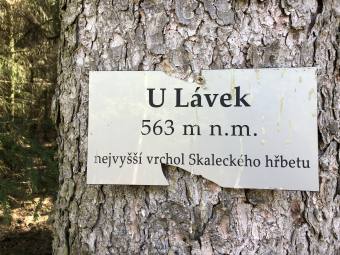 U Lávek
563 m n.m.
nejvyšší vrchol Skaleckého hřbetu